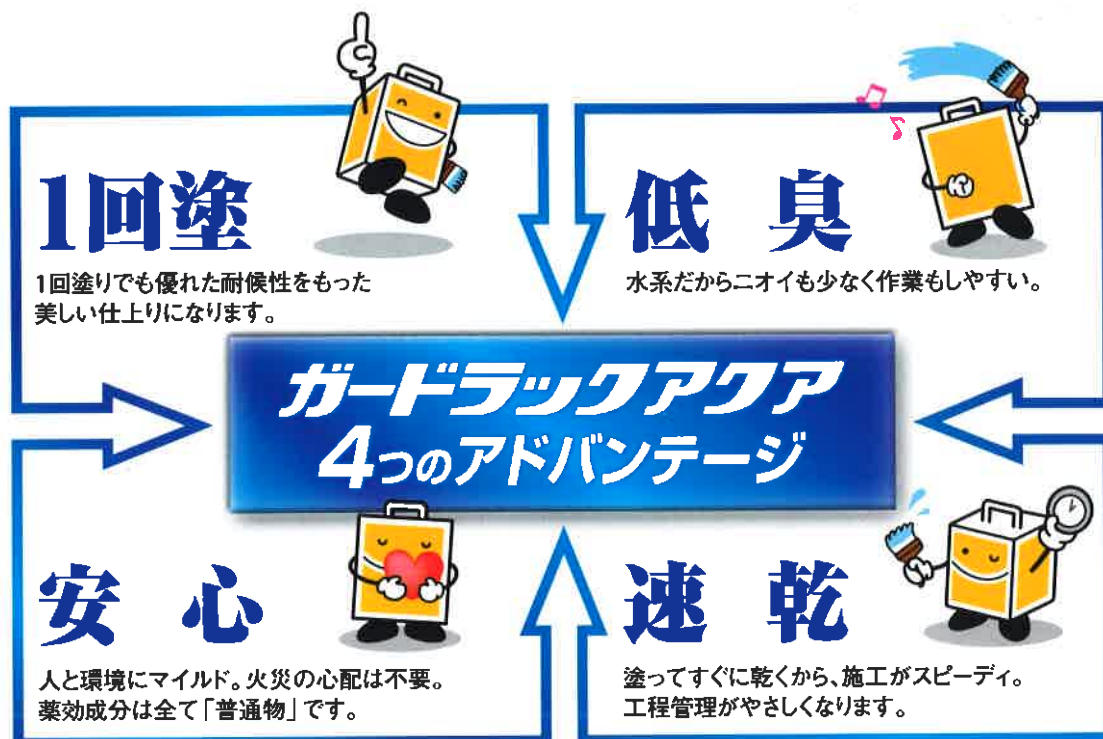 1回塗
1回塗りでも優れた耐候性をもった
美しい仕上りになります。
低臭
水系だからニオイも少なく作業もしやすい。
ガードラックアクア
4つのアドバンテージ
安心
人と環境にマイルド。火災の心配は不要。
薬効成分は全て「普通物」です。
速乾
塗ってすぐに乾くから、施工がスピーディ。
工程管理がやさしくなります。